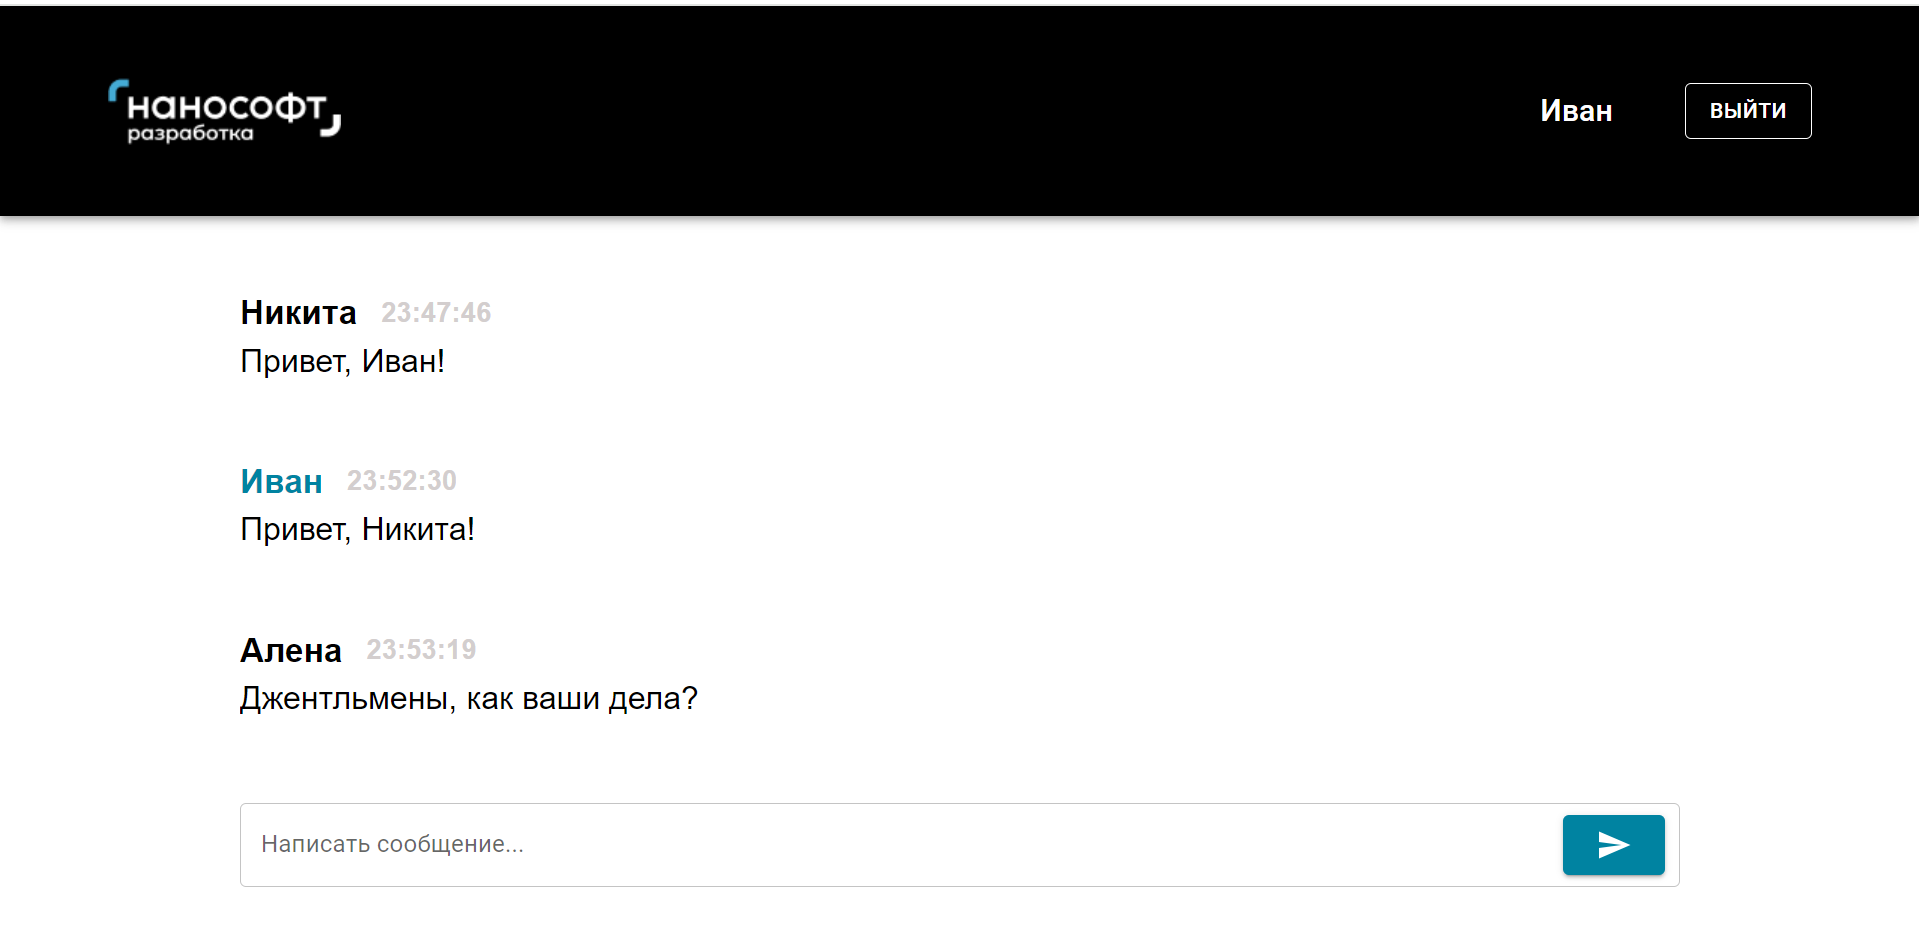 нанософт
разработка
Иван
ВЫЙТИ
Никита 23:47:46
Привет, Иван!
Иван 23:52:30
Привет, Никита!
Алена 23:53:19
Джентльмены, как ваши дела?
Написать сообщение...